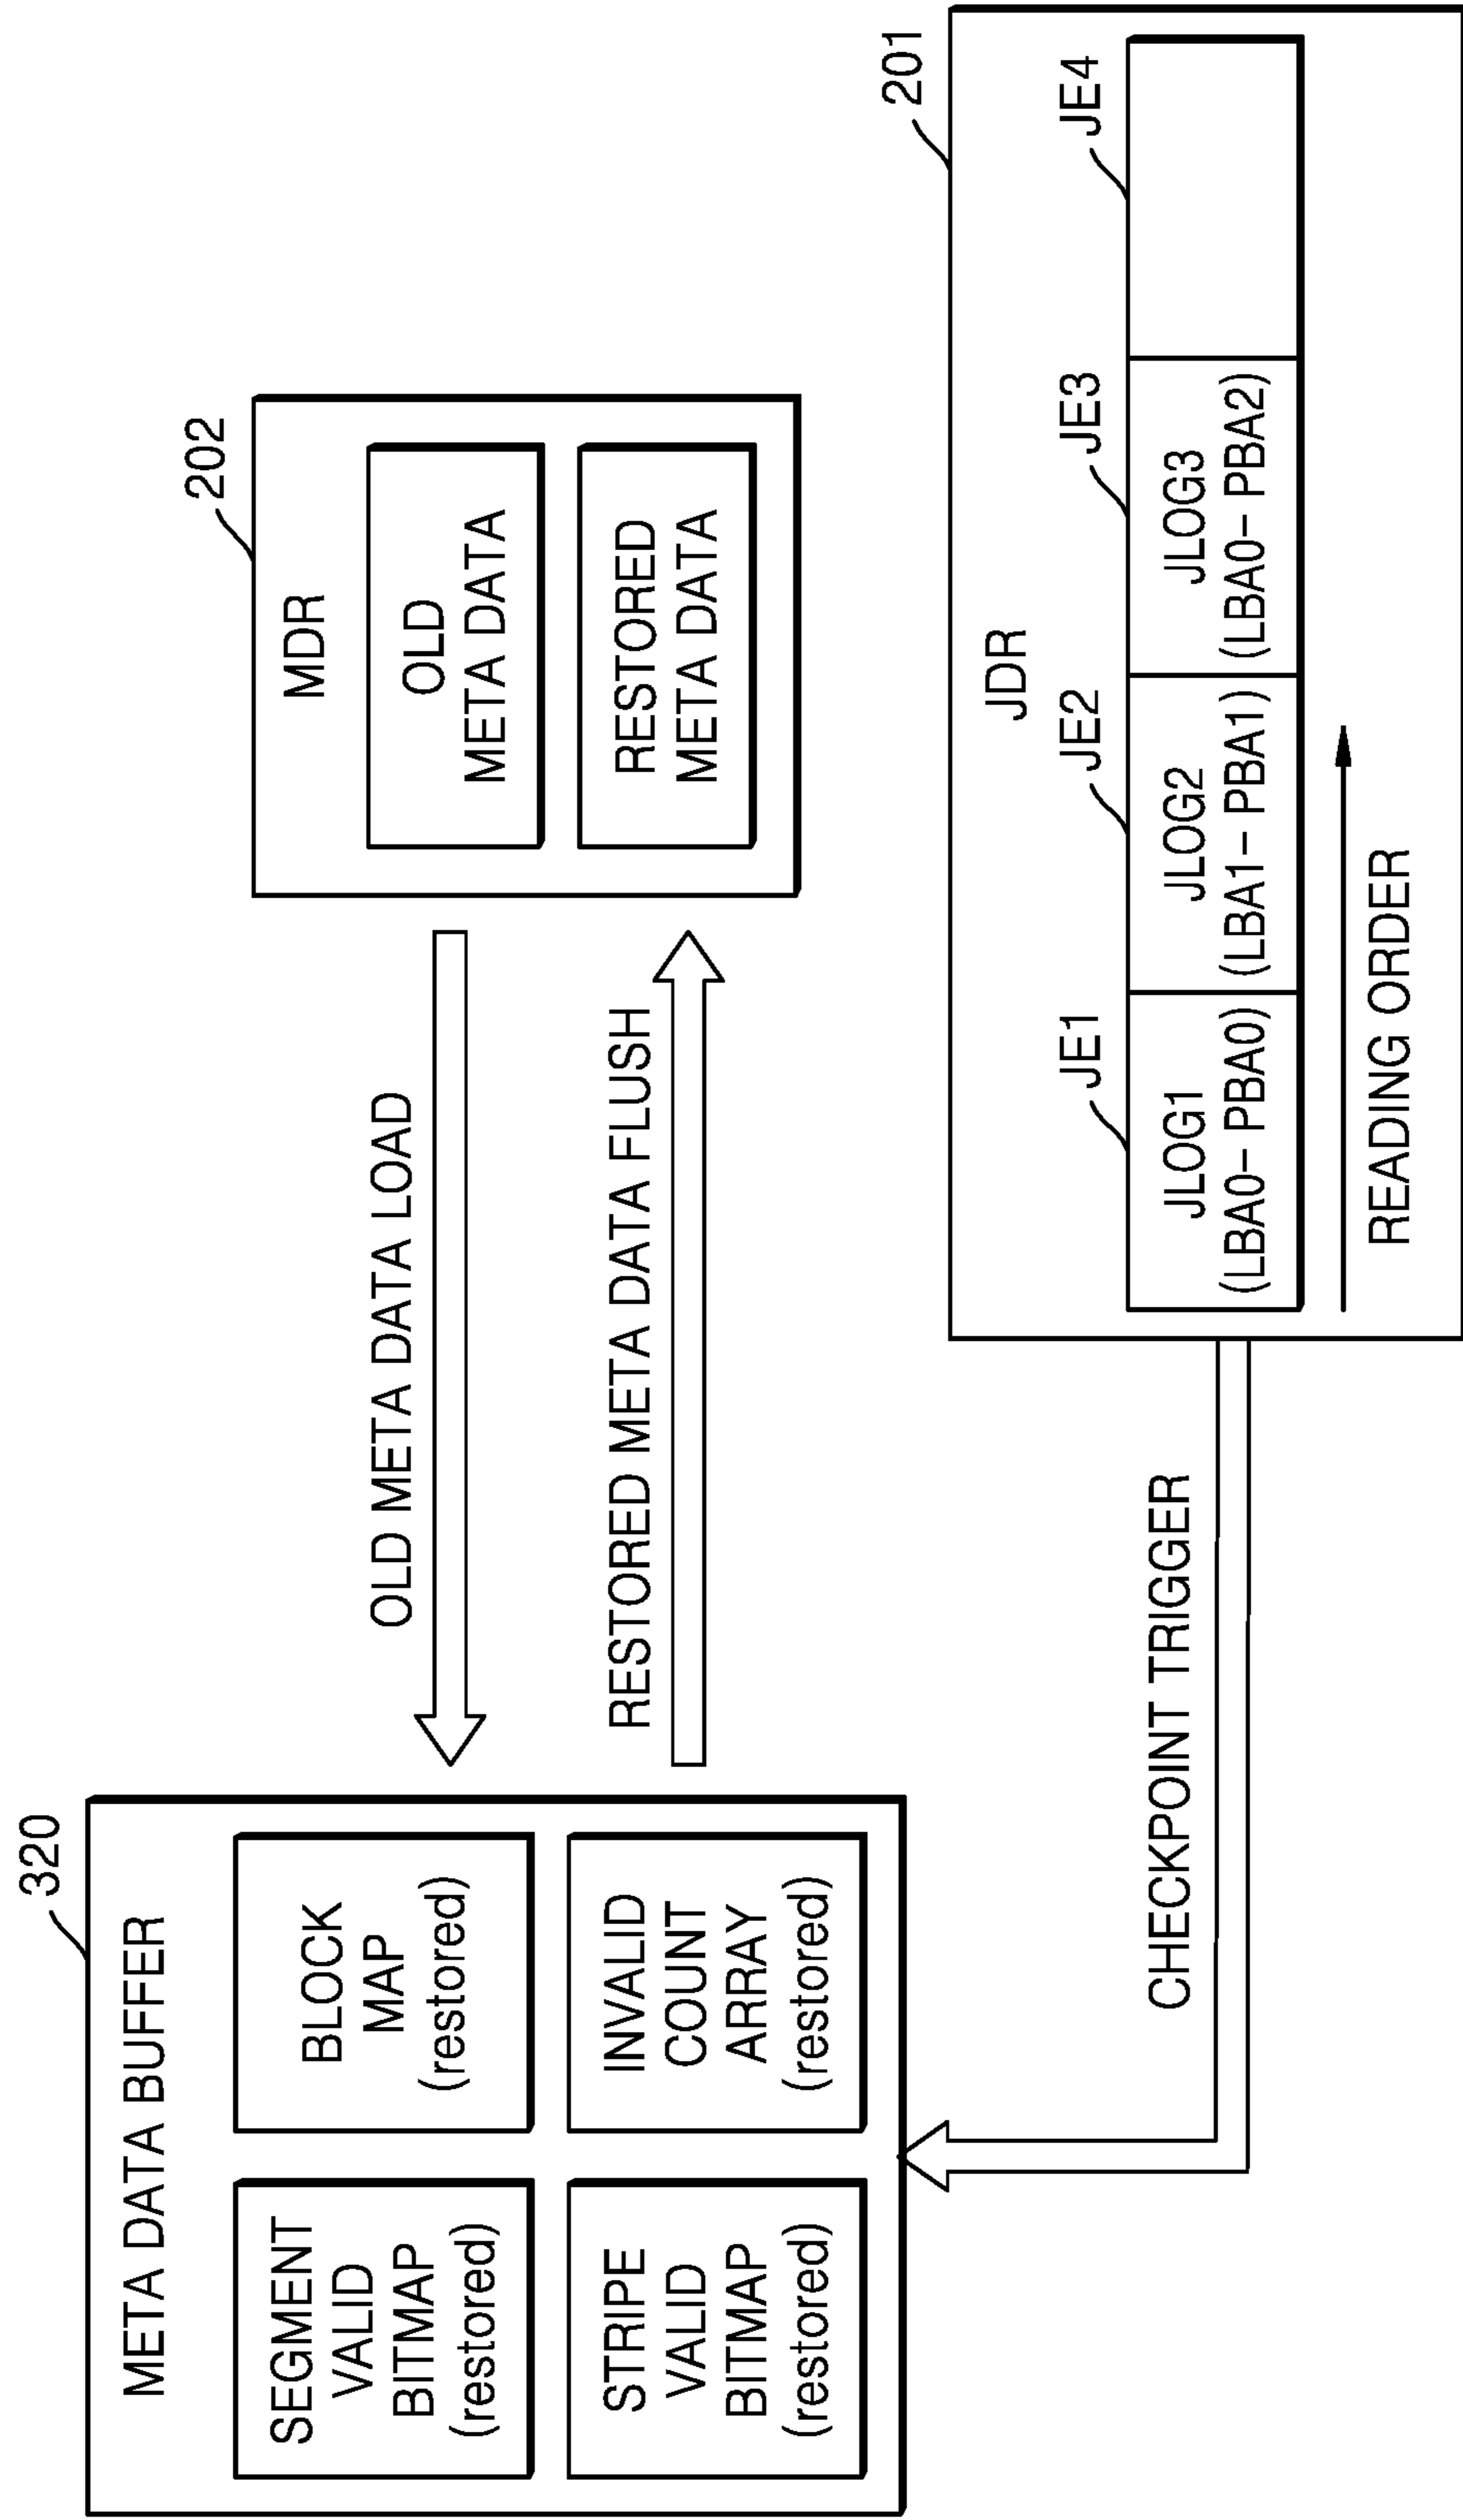 320
META DATA BUFFER
SEGMENT
VALID
BITMAP
(restored)
BLOCK
MAP
(restored)
STRIPE
VALID
BITMAP
(restored)
INVALID
COUNT
ARRAY
(restored)
OLD META DATA LOAD
RESTORED META DATA FLUSH
202
MDR
OLD
META DATA
RESTORED
META DATA
CHECKPOINT TRIGGER
201
JDR
JE1
JE2
JE3
JE4
JLOG1
(LBA0- PBA0)
JLOG2
(LBA1- PBA1)
JLOG3
(LBA0- PBA2)
READING ORDER